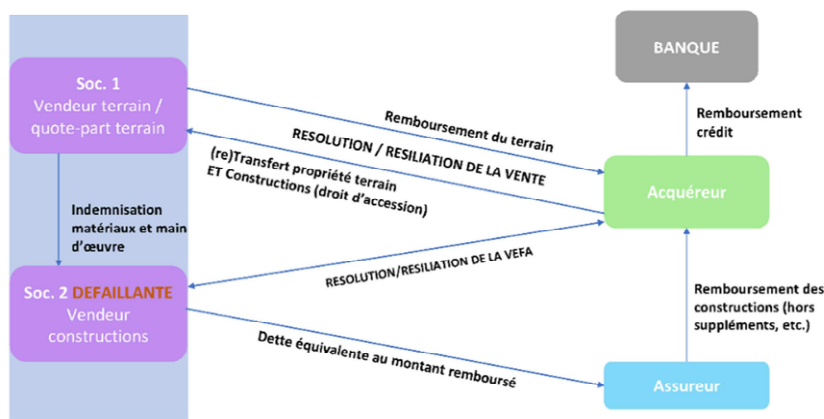 BANQUE
Soc. 1
Vendeur terrain /
quote-part terrain
Remboursement du terrain
RESOLUTION / RESILIATION DE LA VENTE
(re)Transfert propriété terrain
ET Constructions (droit d'accession)
Remboursement
crédit
Acquéreur
Indemnisation
matériaux et main
d'œuvre
RESOLUTION/RESILIATION DE LA VEFA
Soc. 2 DEFAILLANTE
Vendeur
constructions
Remboursement des
constructions (hors
suppléments, etc.)
Dette équivalente au montant remboursé
Assureur